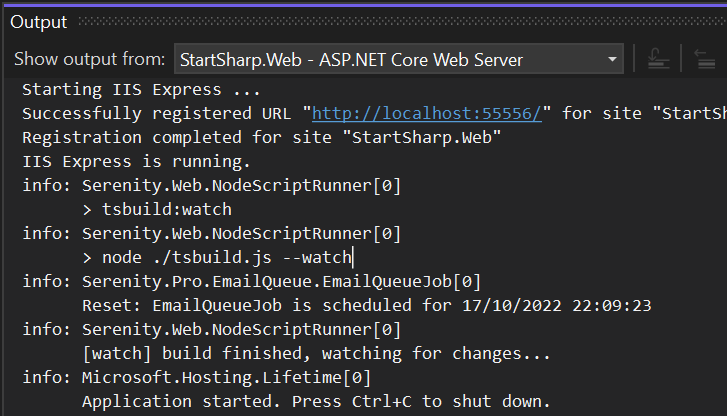 Output
Show output from: StartSharp.Web - ASP.NET Core Web Server
Starting IIS Express ...
Successfully registered URL "http://localhost:55556/" for site "StartSh
Registration completed for site "StartSharp.Web"
IIS Express is running.
info: Serenity.Web.NodeScriptRunner[0]
> tsbuild:watch
info: Serenity.Web.NodeScriptRunner[0]
> node ./tsbuild.js --watch
info: Serenity.Pro.EmailQueue.EmailQueueJob[0]
Reset: EmailQueueJob is scheduled for 17/10/2022 22:09:23
info: Serenity.Web.NodeScriptRunner[0]
[watch] build finished, watching for changes...
info: Microsoft.Hosting.Lifetime[0]
Application started. Press Ctrl+C to shut down.